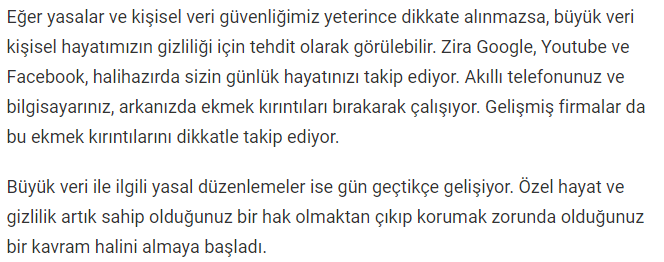 Eğer yasalar ve kişisel veri güvenliğimiz yeterince dikkate alınmazsa, büyük veri
kişisel hayatımızın gizliliği için tehdit olarak görülebilir. Zira Google, Youtube ve
Facebook, halihazırda sizin günlük hayatınızı takip ediyor. Akıllı telefonunuz ve
bilgisayarınız, arkanızda ekmek kırıntıları bırakarak çalışıyor. Gelişmiş firmalar da
bu ekmek kırıntılarını dikkatle takip ediyor.
Büyük veri ile ilgili yasal düzenlemeler ise gün geçtikçe gelişiyor. Özel hayat ve
gizlilik artık sahip olduğunuz bir hak olmaktan çıkıp korumak zorunda olduğunuz
bir kavram halini almaya başladı.